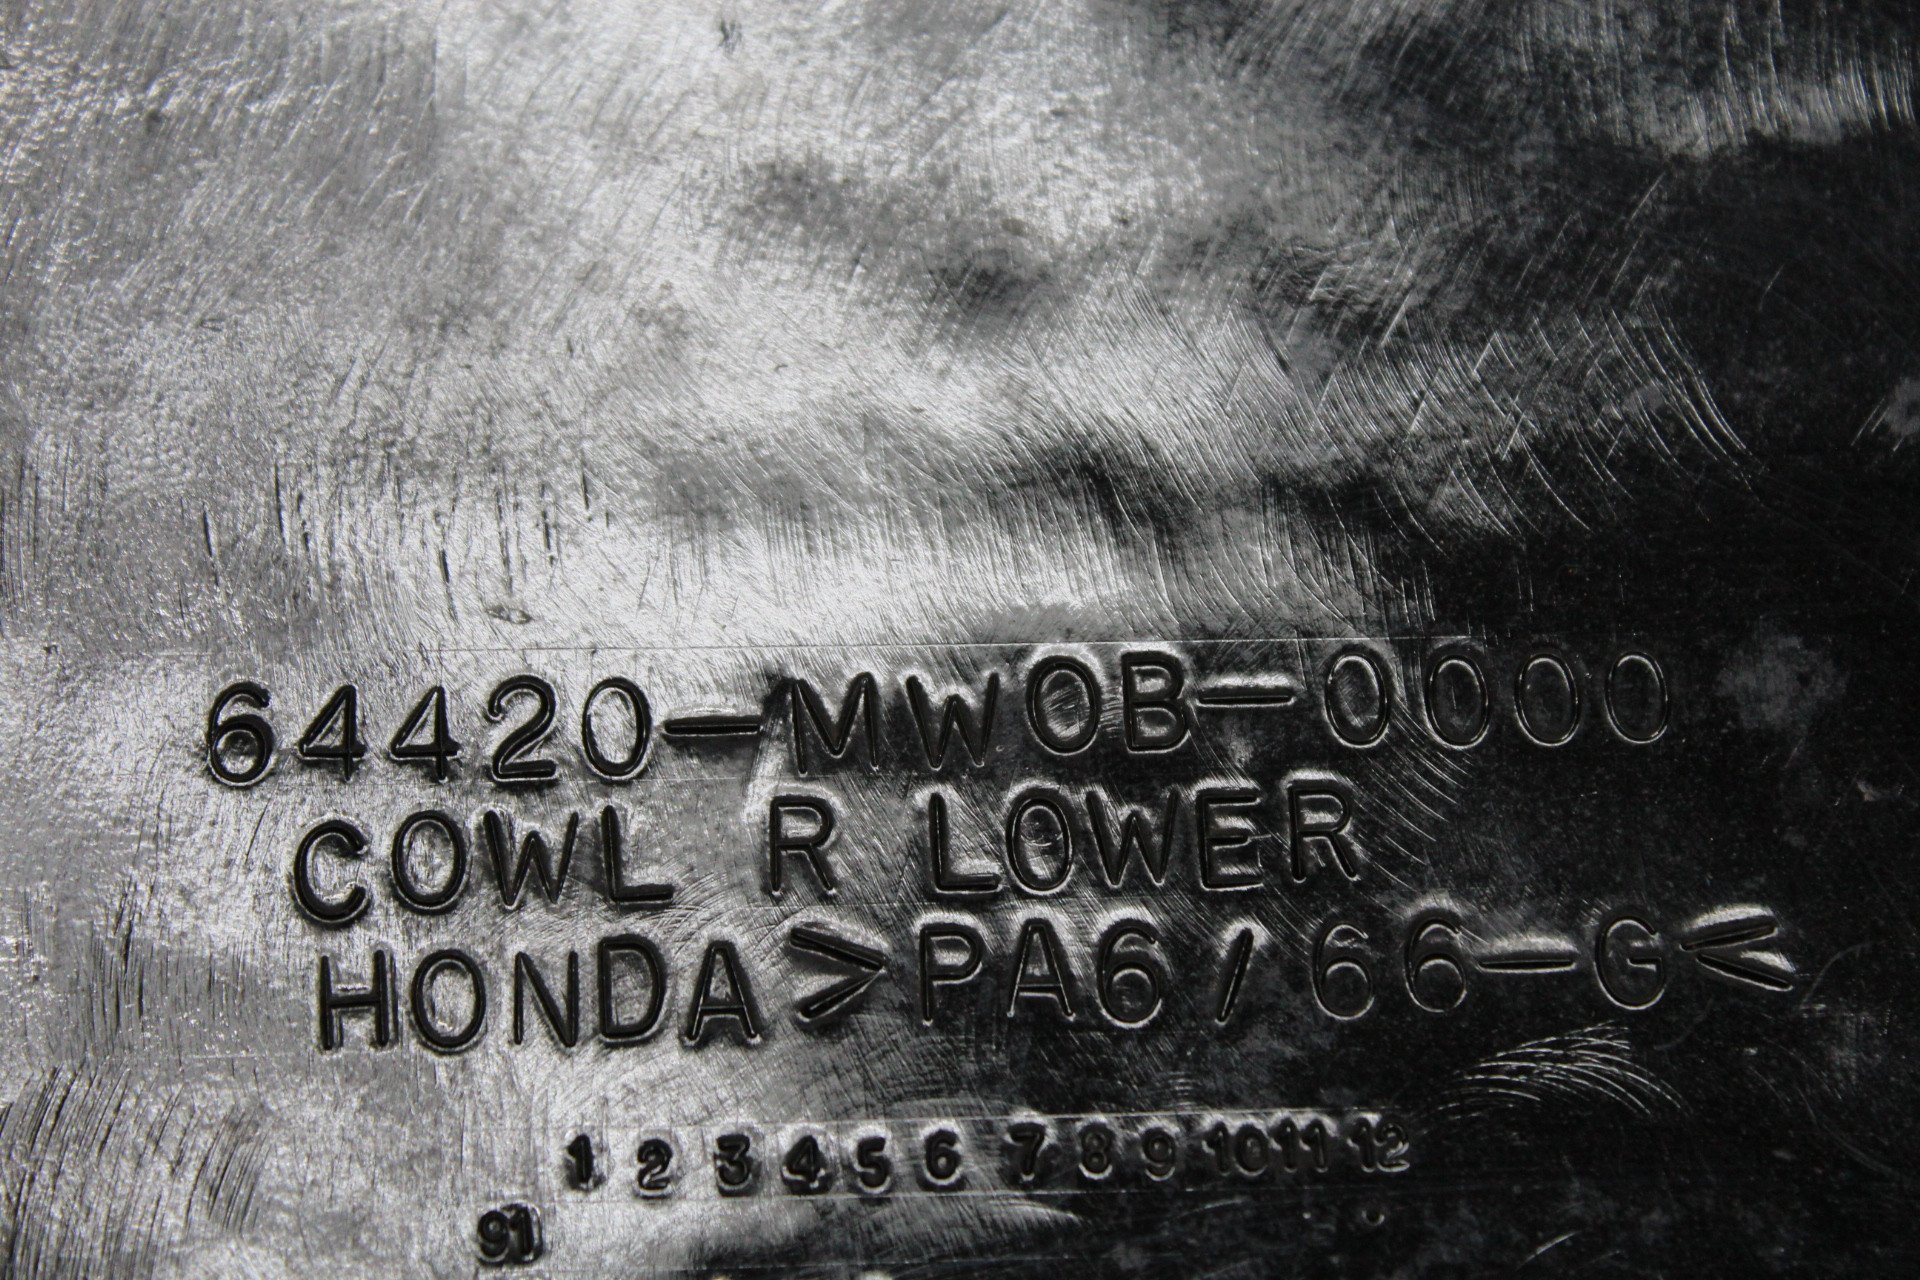 64420-MW0B-0000
COWL R LOWER
HONDA >PA6/66-G<
1 2 3 4 5 6 7 8 9 10 11 12
91